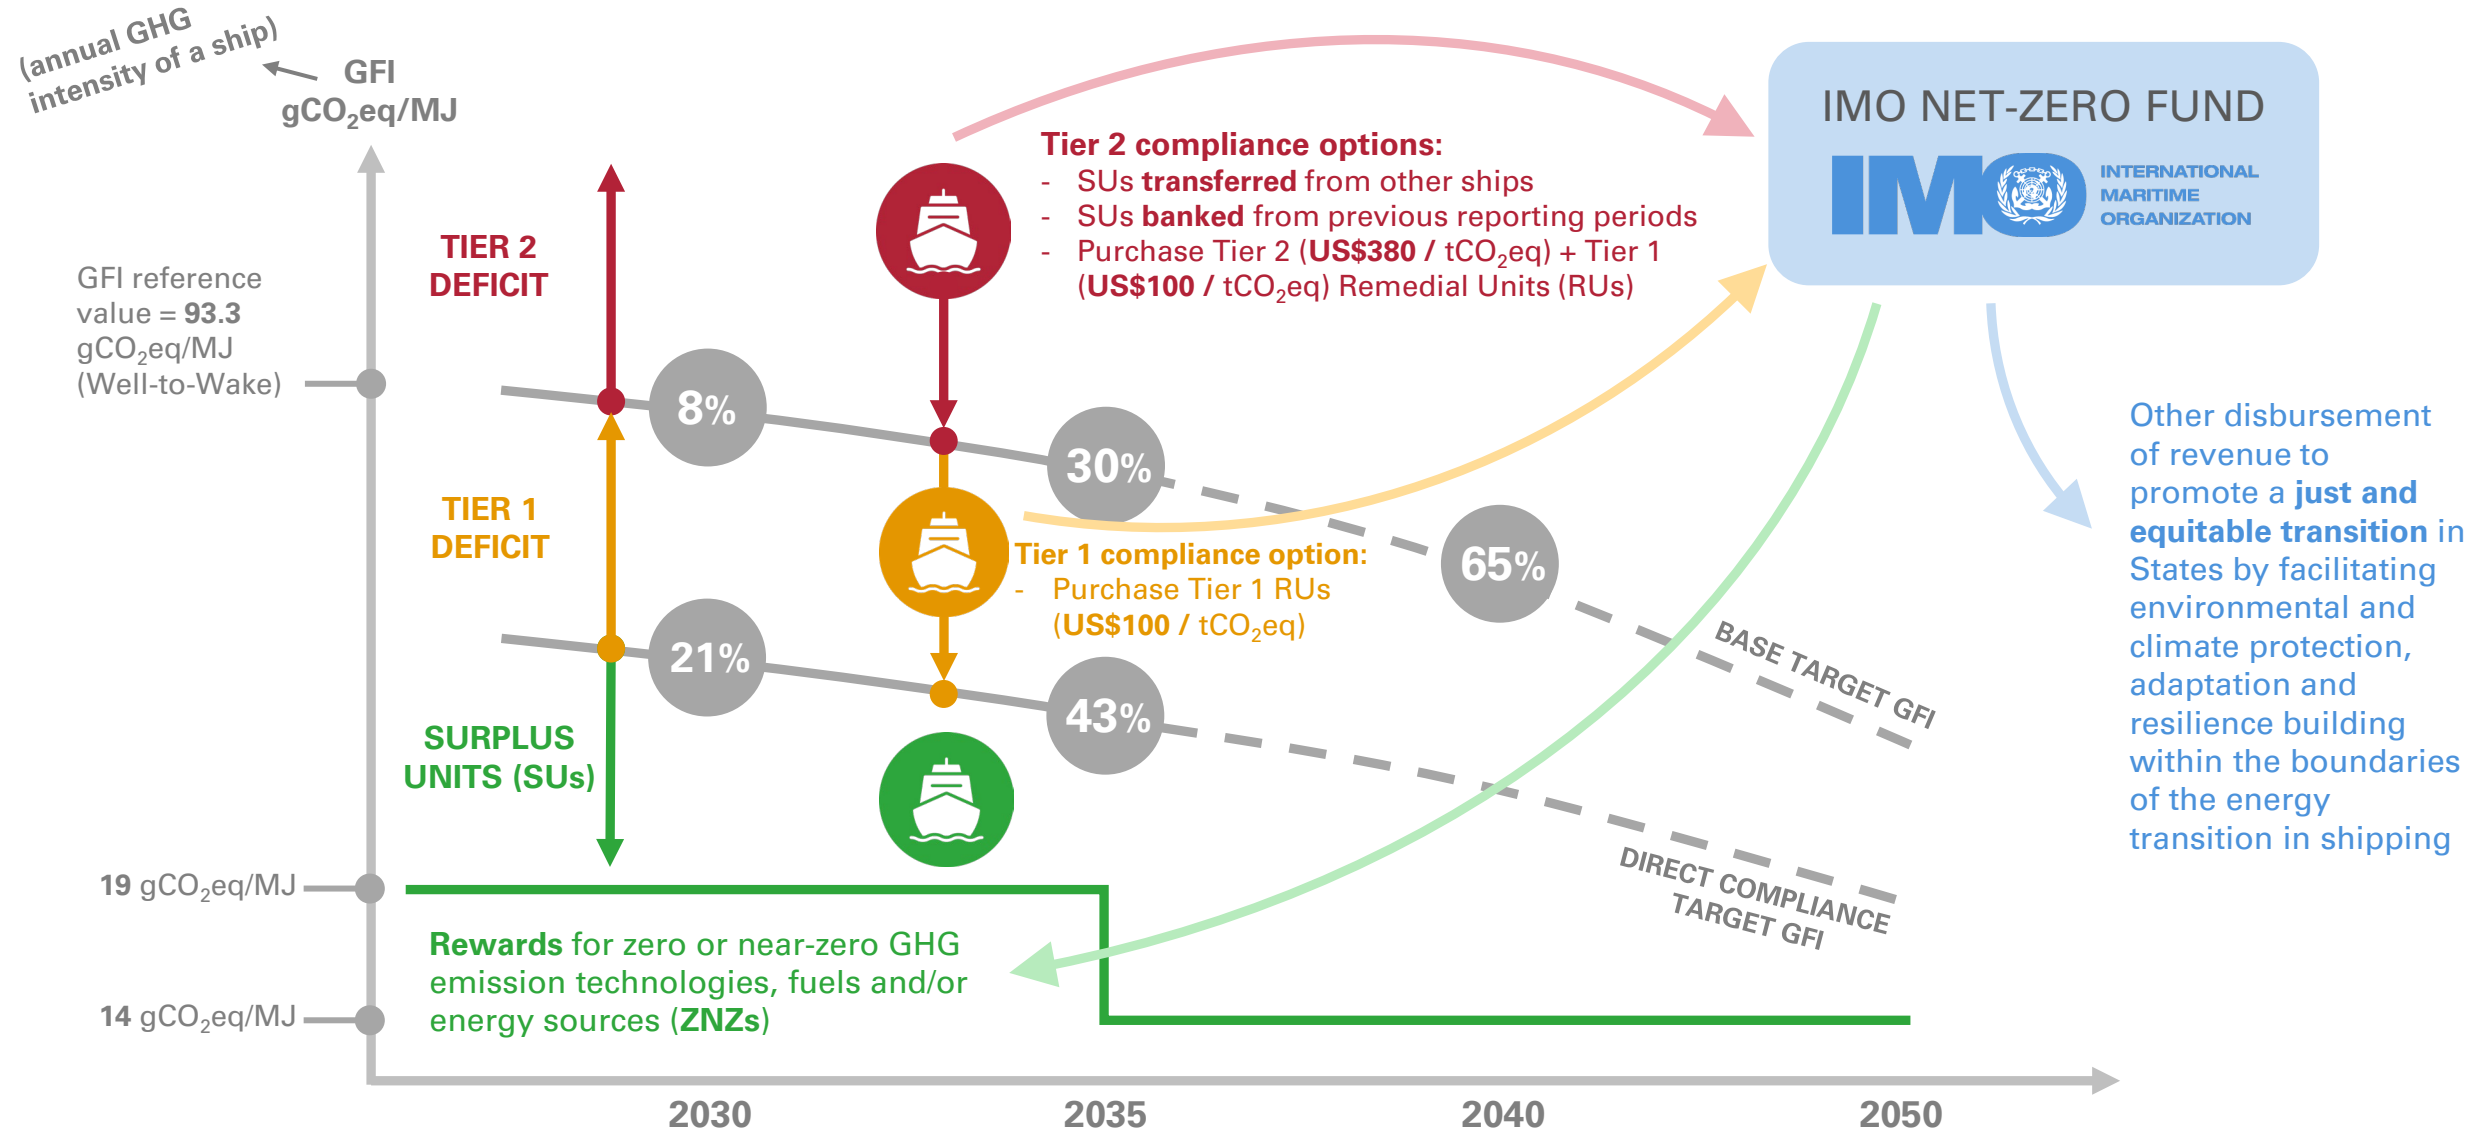 (annual GHG
intensity of a ship)
GFI
gCO₂eq/MJ
GFI reference
value = 93.3
gCO₂eq/MJ
(Well-to-Wake)
19 gCO₂eq/MJ
14 gCO₂eq/MJ
TIER 2
DEFICIT
TIER 1
DEFICIT
SURPLUS
UNITS (SUs)
Tier 2 compliance options:
- SUs transferred from other ships
- SUs banked from previous reporting periods
- Purchase Tier 2 (US$380 / tCO₂eq) + Tier 1
(US$100 / tCO₂eq) Remedial Units (RUs)
8%
30%
65%
BASE TARGET GFI
Tier 1 compliance option:
- Purchase Tier 1 RUs
(US$100 / tCO₂eq)
21%
43%
DIRECT COMPLIANCE
TARGET GFI
Rewards for zero or near-zero GHG
emission technologies, fuels and/or
energy sources (ZNZs)
IMO NET-ZERO FUND
IMO
INTERNATIONAL
MARITIME
ORGANIZATION
Other disbursement
of revenue to
promote a just and
equitable transition in
States by facilitating
environmental and
climate protection,
adaptation and
resilience building
within the boundaries
of the energy
transition in shipping
2030
2035
2040
2050